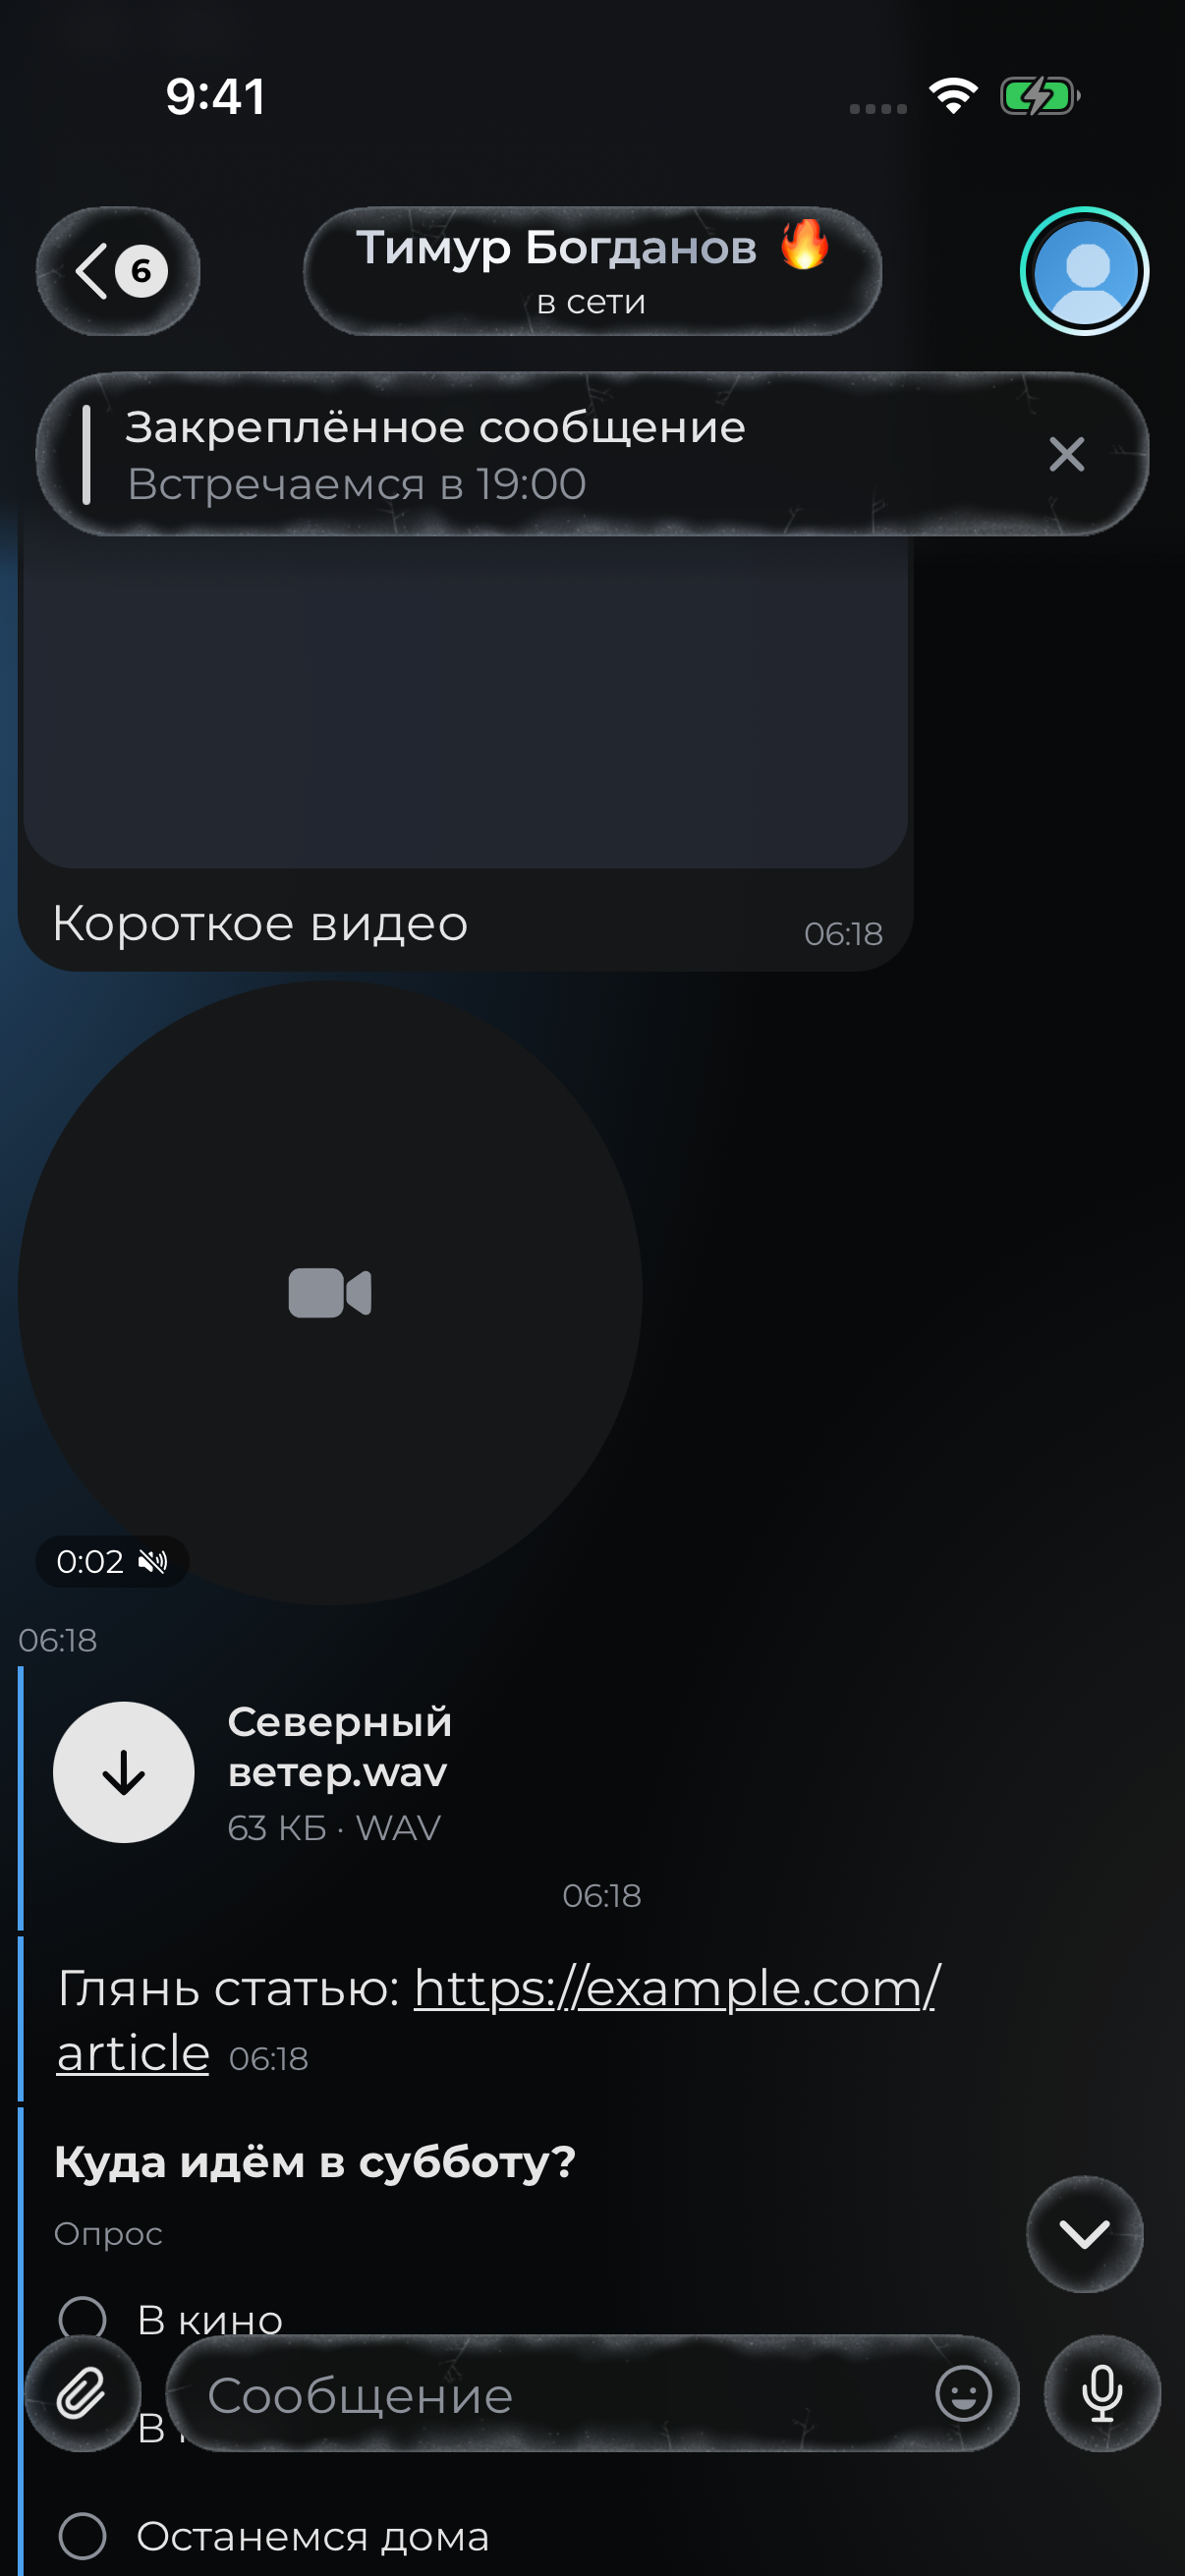 9:41
6
Тимур Богданов 🔥
в сети
Закреплённое сообщение
Встречаемся в 19:00
Короткое видео
06:18
0:02
06:18
Северный
ветер.wav
63 КБ · WAV
06:18
Глянь статью: https://example.com/
article 06:18
Куда идём в субботу?
Опрос
В кино
Сообщение
В
Останемся дома